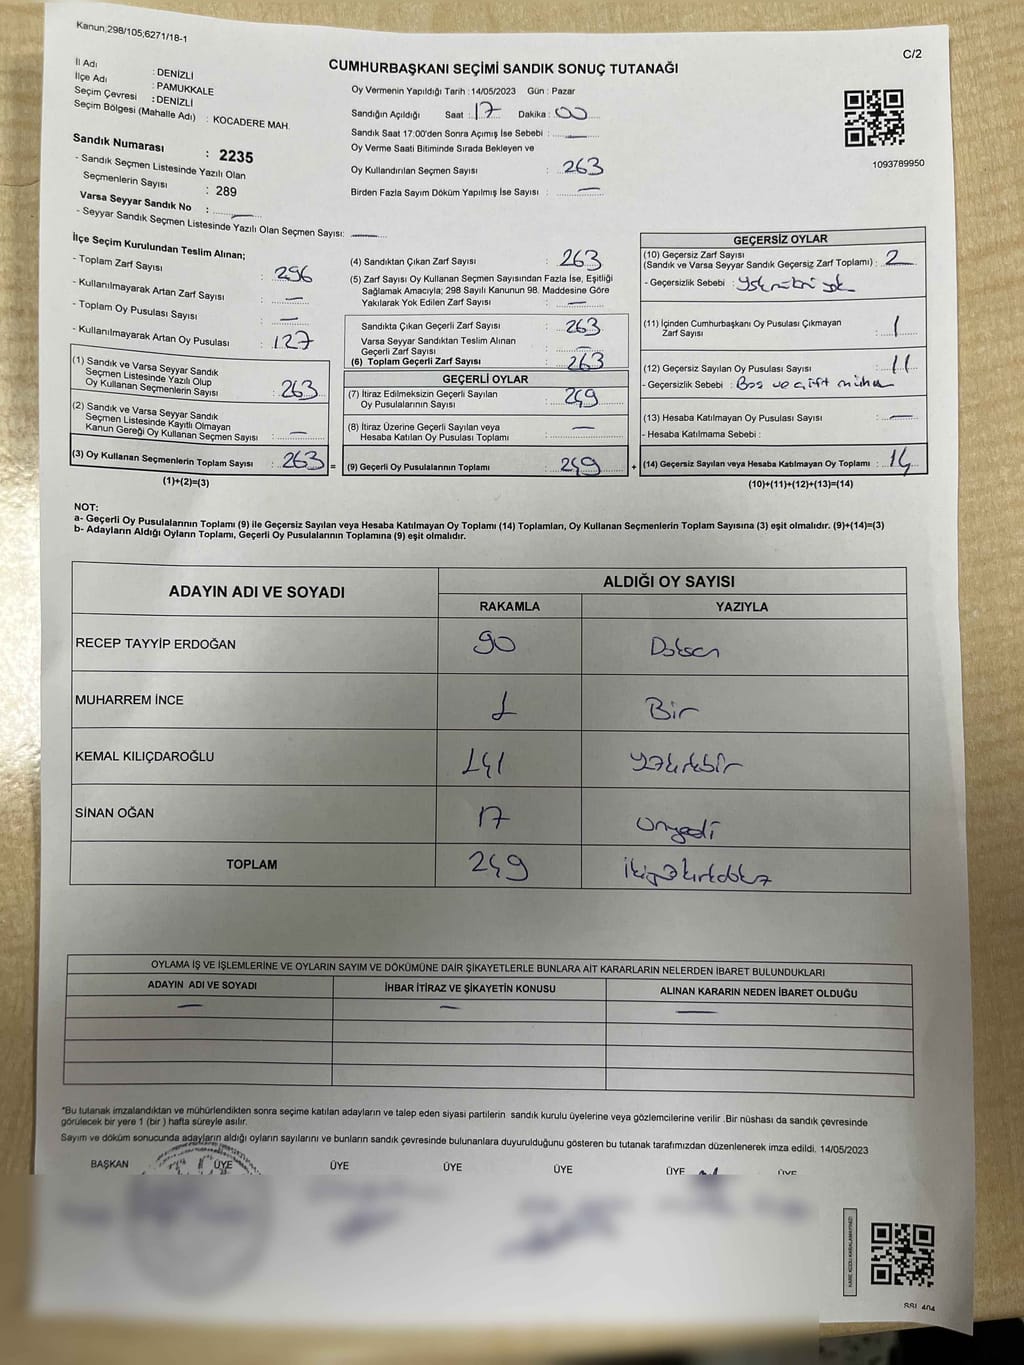 Kanun,298/105;6271/18-1
C/2
CUMHURBAŞKANI SEÇİMİ SANDIK SONUÇ TUTANAĞI
İl Adı : DENİZLİ
İlçe Adı : PAMUKKALE
Seçim Çevresi : DENİZLİ
Seçim Bölgesi (Mahalle Adı) : KOCADERE MAH.
Sandık Numarası : 2235
- Sandık Seçmen Listesinde Yazılı Olan
Seçmenlerin Sayısı : 289
Varsa Seyyar Sandık No : —
- Seyyar Sandık Seçmen Listesinde Yazılı Olan Seçmen Sayısı: —
Oy Vermenin Yapıldığı Tarih : 14/05/2023 Gün : Pazar
Sandığın Açıldığı Saat : 17 Dakika : 00
Sandık Saat 17:00'den Sonra Açımış İse Sebebi : —
Oy Verme Saati Bitiminde Sırada Bekleyen ve
Oy Kullandırılan Seçmen Sayısı : 263
Birden Fazla Sayım Döküm Yapılmış İse Sayısı : —
1093789950
İlçe Seçim Kurulundan Teslim Alınan;
- Toplam Zarf Sayısı : 296
- Kullanılmayarak Artan Zarf Sayısı : —
- Toplam Oy Pusulası Sayısı : —
- Kullanılmayarak Artan Oy Pusulası : 127
(1) Sandık ve Varsa Seyyar Sandık
Seçmen Listesinde Yazılı Olup
Oy Kullanan Seçmenlerin Sayısı : 263
(2) Sandık ve Varsa Seyyar Sandık
Seçmen Listesinde Kayıtlı Olmayan
Kanun Gereği Oy Kullanan Seçmen Sayısı : —
(3) Oy Kullanan Seçmenlerin Toplam Sayısı : 263 =
(1)+(2)=(3)
(4) Sandıktan Çıkan Zarf Sayısı : 263
(5) Zarf Sayısı Oy Kullanan Seçmen Sayısından Fazla İse, Eşitliği
Sağlamak Amacıyla; 298 Sayılı Kanunun 98. Maddesine Göre
Yakılarak Yok Edilen Zarf Sayısı : —
Sandıkta Çıkan Geçerli Zarf Sayısı : 263
Varsa Seyyar Sandıktan Teslim Alınan
Geçerli Zarf Sayısı : —
(6) Toplam Geçerli Zarf Sayısı : 263
GEÇERLİ OYLAR
(7) İtiraz Edilmeksizin Geçerli Sayılan
Oy Pusulalarının Sayısı : 249
(8) İtiraz Üzerine Geçerli Sayılan veya
Hesaba Katılan Oy Pusulası Toplamı : —
(9) Geçerli Oy Pusulalarının Toplamı : 249 +
GEÇERSİZ OYLAR
(10) Geçersiz Zarf Sayısı
(Sandık ve Varsa Seyyar Sandık Geçersiz Zarf Toplamı) : 2
- Geçersizlik Sebebi : yok
(11) İçinden Cumhurbaşkanı Oy Pusulası Çıkmayan
Zarf Sayısı : 1
(12) Geçersiz Sayılan Oy Pusulası Sayısı : 11
- Geçersizlik Sebebi : Boş ve çift mühür
(13) Hesaba Katılmayan Oy Pusulası Sayısı : —
- Hesaba Katılmama Sebebi :
(14) Geçersiz Sayılan veya Hesaba Katılmayan Oy Toplamı : 14
(10)+(11)+(12)+(13)=(14)
NOT:
a- Geçerli Oy Pusulalarının Toplamı (9) ile Geçersiz Sayılan veya Hesaba Katılmayan Oy Toplamı (14) Toplamları, Oy Kullanan Seçmenlerin Toplam Sayısına (3) eşit olmalıdır. (9)+(14)=(3)
b- Adayların Aldığı Oyların Toplamı, Geçerli Oy Pusulalarının Toplamına (9) eşit olmalıdır.
ADAYIN ADI VE SOYADI ALDIĞI OY SAYISI
RAKAMLA YAZIYLA
RECEP TAYYİP ERDOĞAN 90 Doksan
MUHARREM İNCE 1 Bir
KEMAL KILIÇDAROĞLU 141 Yüzkırkbir
SİNAN OĞAN 17 onyedi
TOPLAM 249 İkiyüzkırkdokuz
OYLAMA İŞ VE İŞLEMLERİNE VE OYLARIN SAYIM VE DÖKÜMÜNE DAİR ŞİKAYETLERLE BUNLARA AİT KARARLARIN NELERDEN İBARET BULUNDUKLARI
ADAYIN ADI VE SOYADI İHBAR İTİRAZ VE ŞİKAYETİN KONUSU ALINAN KARARIN NEDEN İBARET OLDUĞU
— — —
*Bu tutanak imzalandıktan ve mühürlendikten sonra seçime katılan adayların ve talep eden siyasi partilerin sandık kurulu üyelerine veya gözlemcilerine verilir .Bir nüshası da sandık çevresinde
görülecek bir yere 1 (bir ) hafta süreyle asılır.
Sayım ve döküm sonucunda adayların aldığı oyların sayılarını ve bunların sandık çevresinde bulunanlara duyurulduğunu gösteren bu tutanak tarafımızdan düzenlenerek imza edildi. 14/05/2023
BAŞKAN ÜYE ÜYE ÜYE ÜYE ÜYE ÜYE